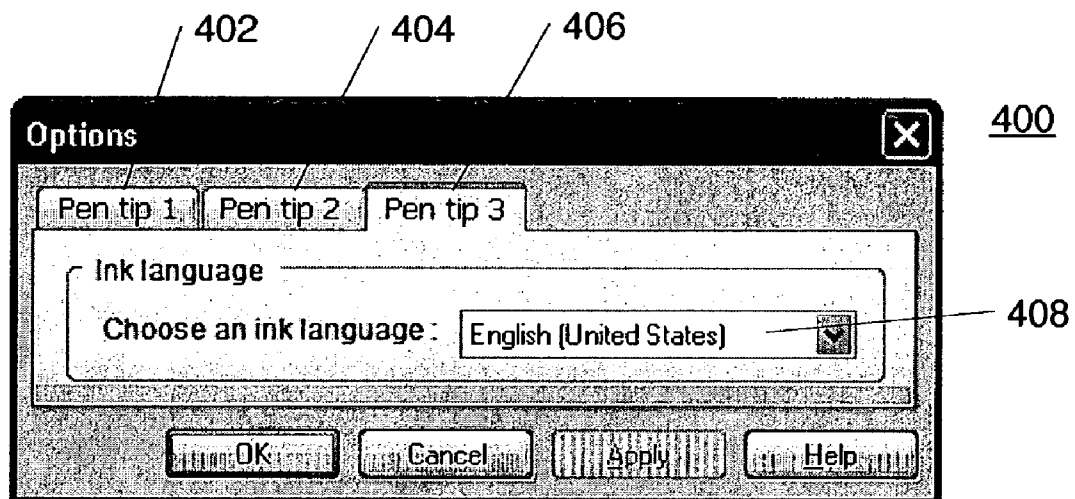 402 404 406
Options 400
Pen tip 1 Pen tip 2 Pen tip 3
Ink language
Choose an ink language : English (United States) 408
OK Cancel Apply Help